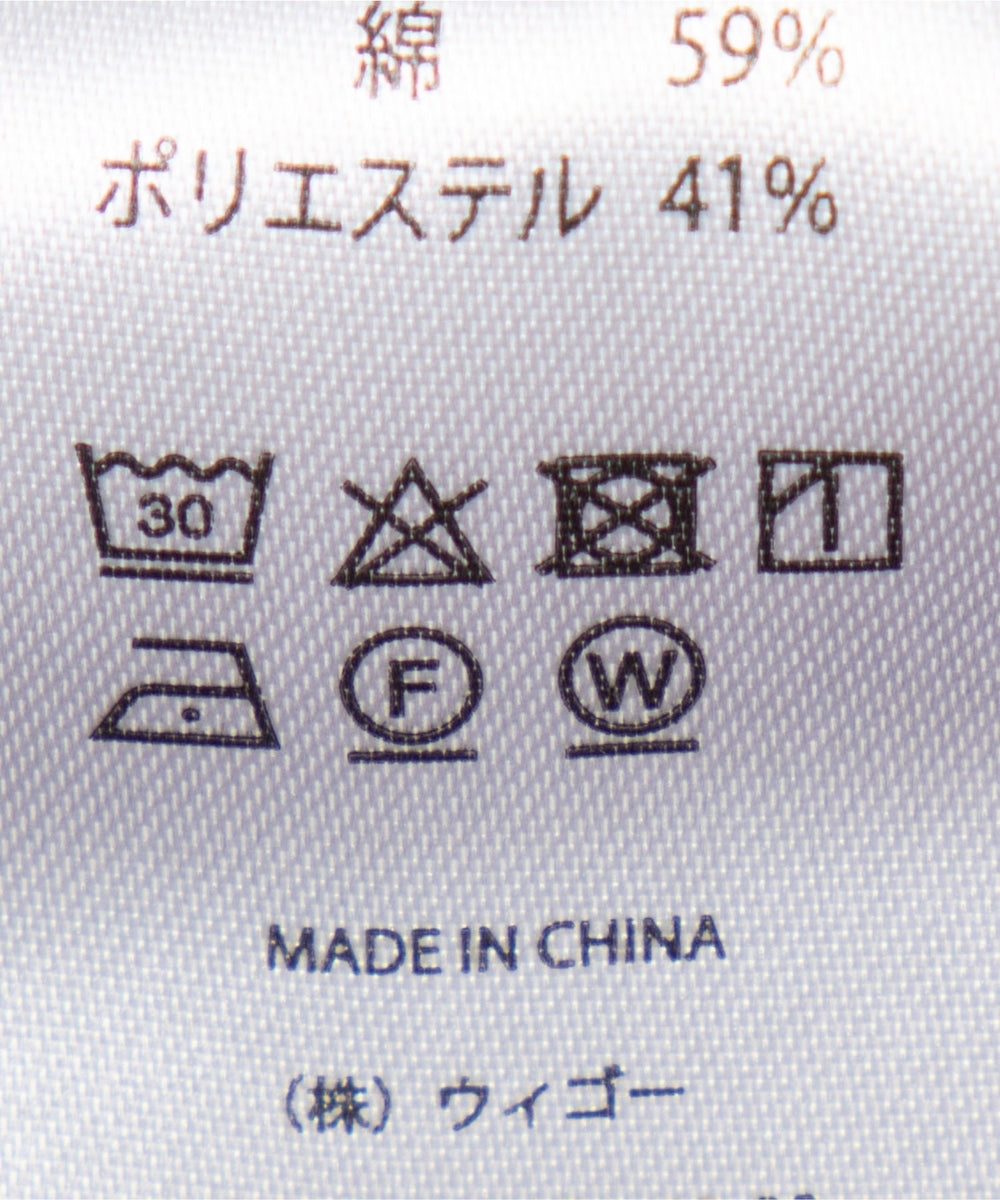 綿 59%
ポリエステル 41%
30
F W
MADE IN CHINA
（株）ウィゴー